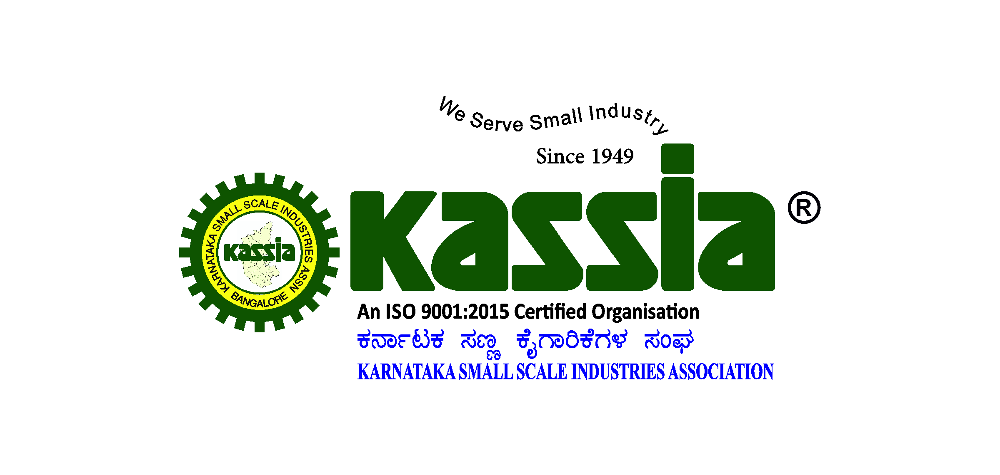 We Serve Small Industry
Since 1949
kassia ®
KARNATAKA SMALL SCALE INDUSTRIES ASSN
kassia
BANGALORE
An ISO 9001:2015 Certified Organisation
ಕರ್ನಾಟಕ ಸಣ್ಣ ಕೈಗಾರಿಕೆಗಳ ಸಂಘ
KARNATAKA SMALL SCALE INDUSTRIES ASSOCIATION